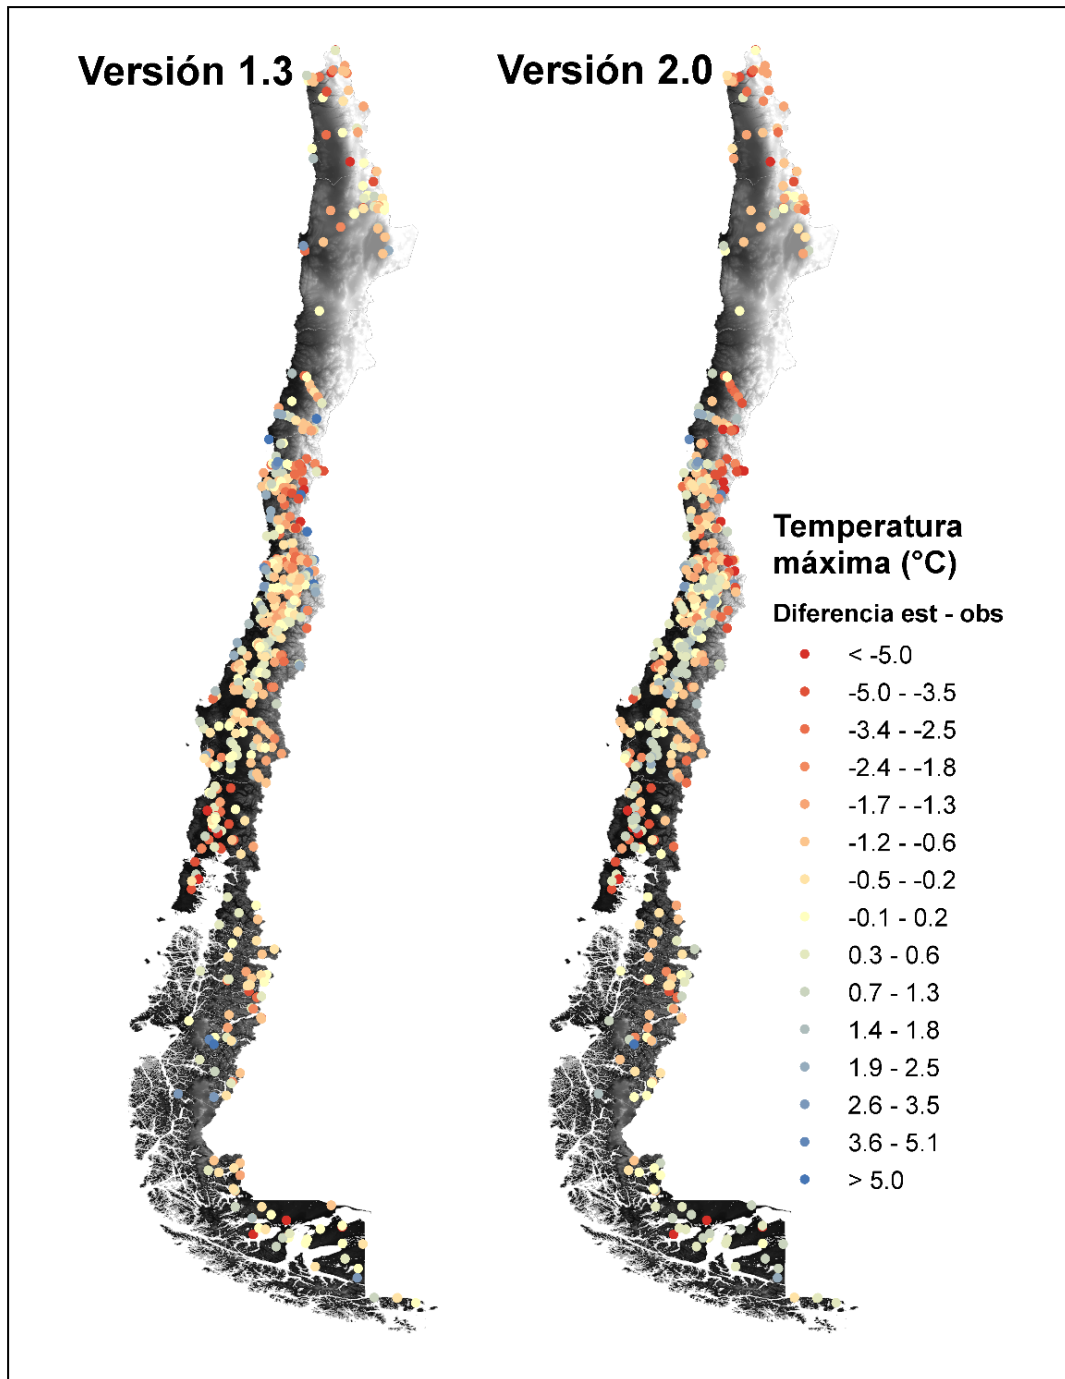 Versión 1.3
Versión 2.0
Temperatura
máxima (°C)
Diferencia est - obs
< -5.0
-5.0 - -3.5
-3.4 - -2.5
-2.4 - -1.8
-1.7 - -1.3
-1.2 - -0.6
-0.5 - -0.2
-0.1 - 0.2
0.3 - 0.6
0.7 - 1.3
1.4 - 1.8
1.9 - 2.5
2.6 - 3.5
3.6 - 5.1
> 5.0